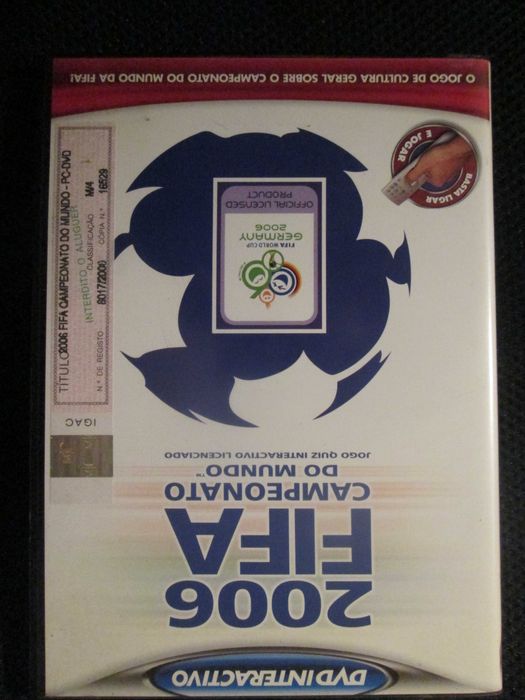 DVD INTERACTIVO
2006
FIFA
CAMPEONATO
DO MUNDO™
JOGO QUIZ INTERACTIVO LICENCIADO
FIFA WORLD CUP
GERMANY
2006
OFFICIAL LICENSED
PRODUCT
BASTA LIGAR
E JOGAR
O JOGO DE CULTURA GERAL SOBRE O CAMPEONATO DO MUNDO DA FIFA!
IGAC
TÍTULO 2006 FIFA CAMPEONATO DO MUNDO - PC-DVD
INTERDITO O ALUGUER
CLASSIFICAÇÃO M/4
N.º DE REGISTO 8017/2006 CÓPIA N.º 16529